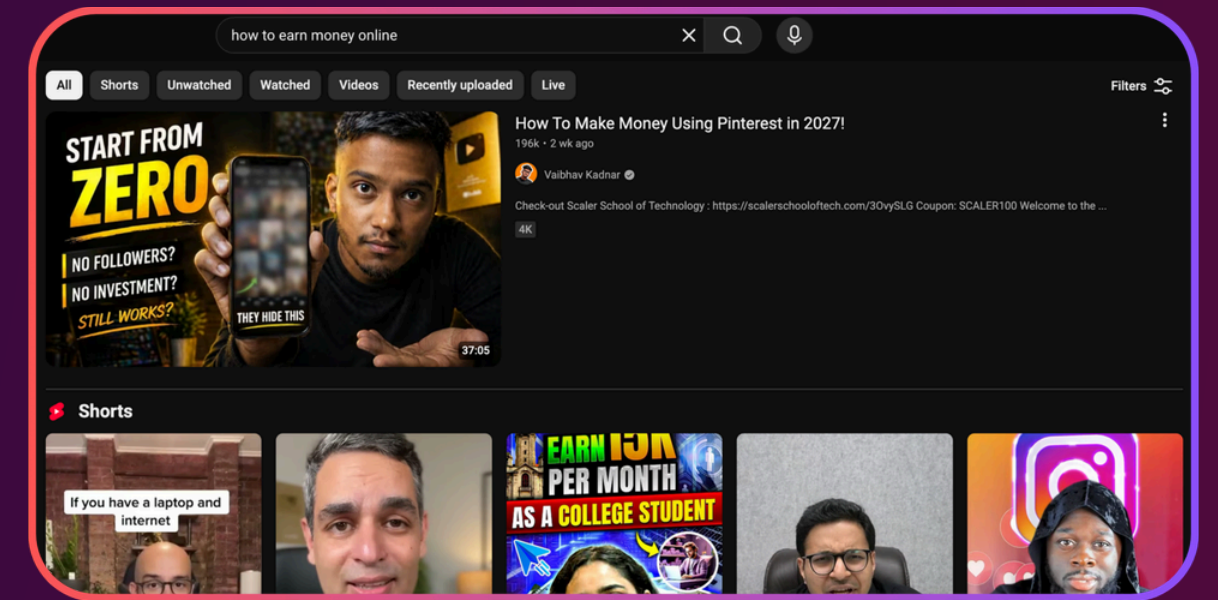 how to earn money online
All
Shorts
Unwatched
Watched
Videos
Recently uploaded
Live
Filters
START FROM
ZERO
NO FOLLOWERS?
NO INVESTMENT?
STILL WORKS?
THEY HIDE THIS
37:05
How To Make Money Using Pinterest in 2027!
196k • 2 wk ago
Vaibhav Kadnar
Check-out Scaler School of Technology : https://scalerschooloftech.com/3OvySLG Coupon: SCALER100 Welcome to the ...
4K
Shorts
If you have a laptop and
internet
EARN 15K
PER MONTH
AS A COLLEGE STUDENT